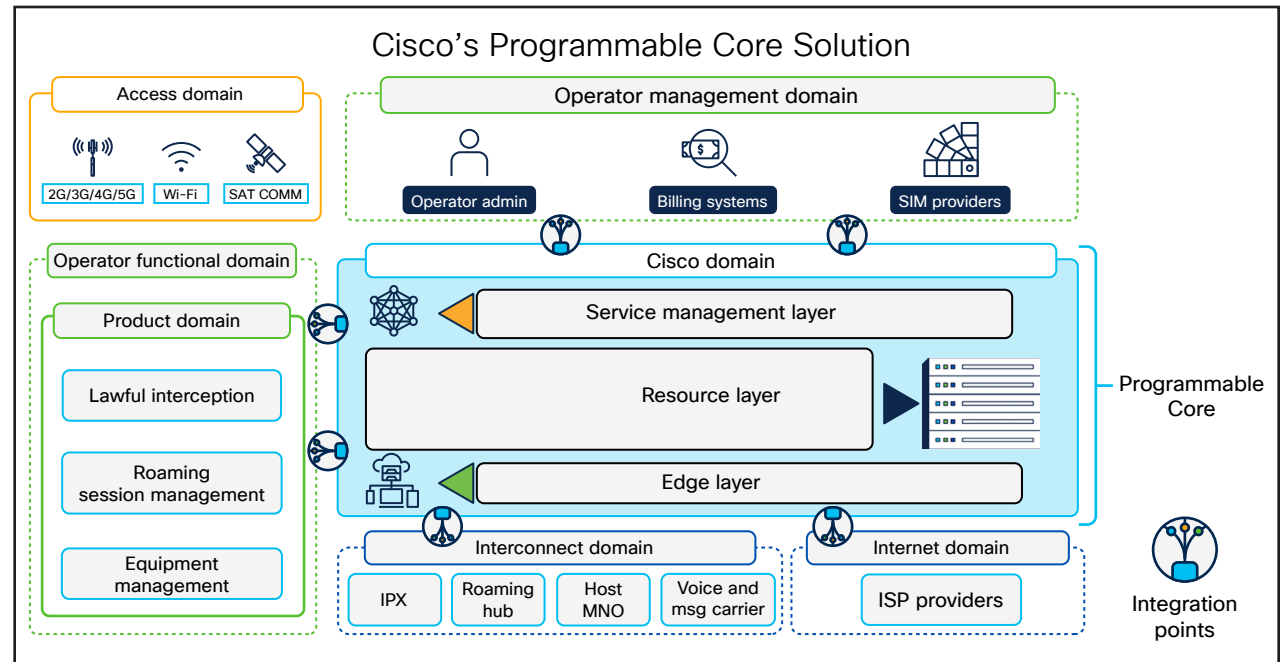 Cisco's Programmable Core Solution
Access domain
2G/3G/4G/5G
Wi-Fi
SAT COMM
Operator management domain
$
Operator admin
Billing systems
SIM providers
Operator functional domain
Product domain
Lawful interception
Roaming
session management
Equipment
management
Cisco domain
Service management layer
Resource layer
Edge layer
Programmable
Core
Interconnect domain
IPX
Roaming
hub
Host
MNO
Voice and
msg carrier
Internet domain
ISP providers
Integration
points